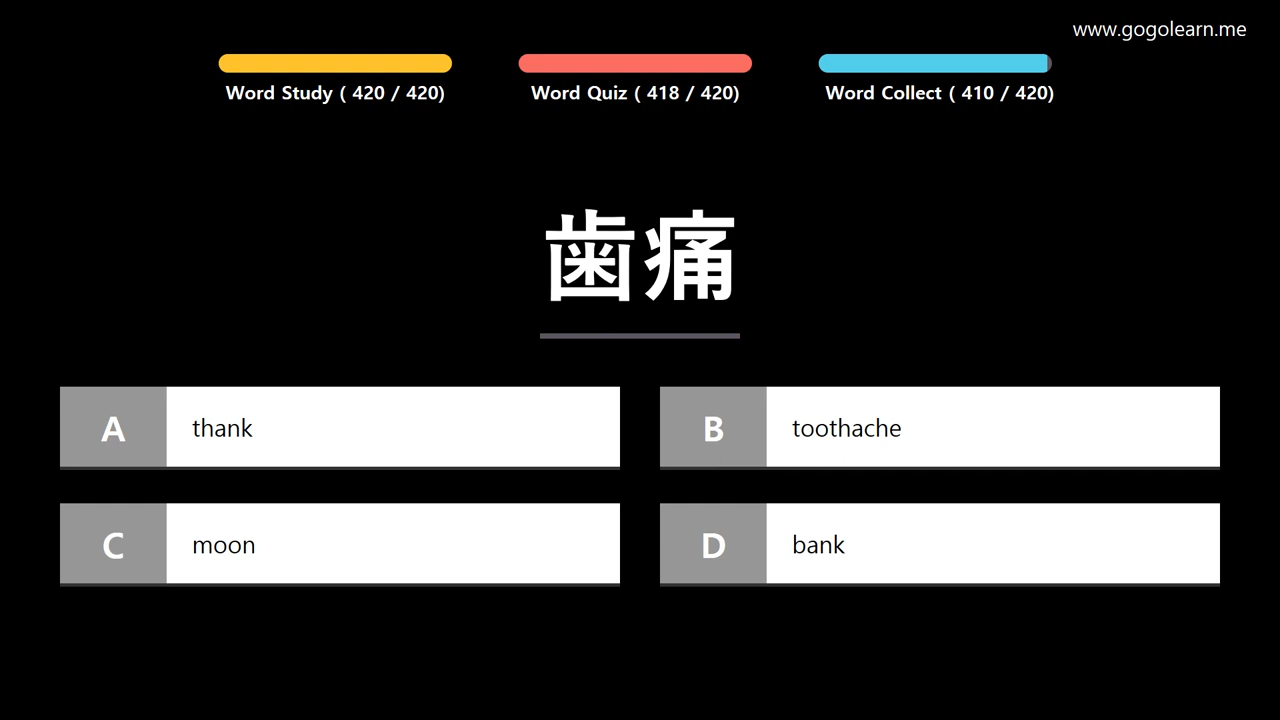 www.gogolearn.me
Word Study ( 420 / 420)
Word Quiz ( 418 / 420)
Word Collect ( 410 / 420)
歯痛
A thank
B toothache
C moon
D bank